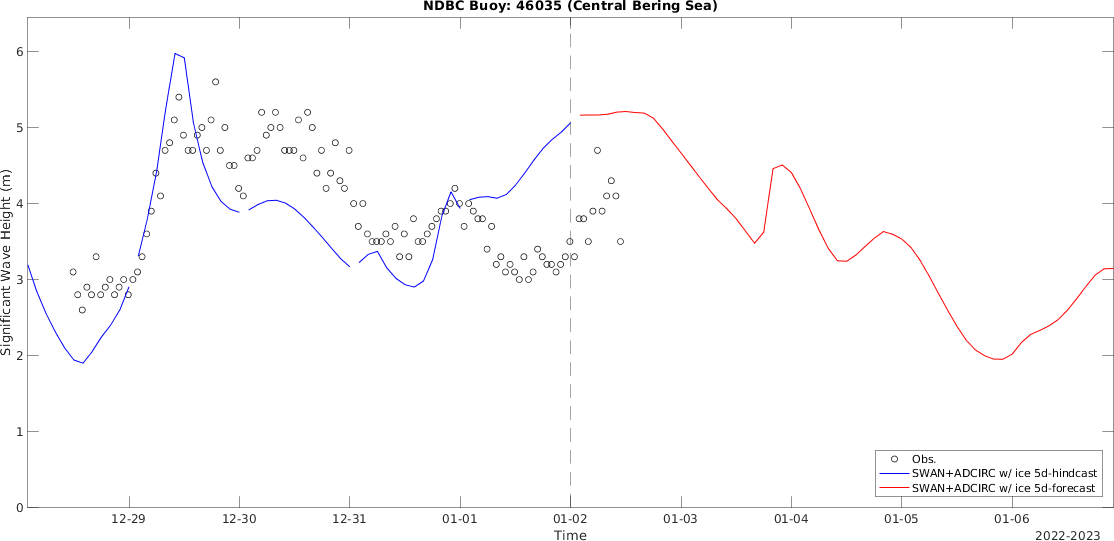 NDBC Buoy: 46035 (Central Bering Sea)
Significant Wave Height (m)
6
5
4
3
2
1
0
Obs.
SWAN+ADCIRC w/ ice 5d-hindcast
SWAN+ADCIRC w/ ice 5d-forecast
12-29 12-30 12-31 01-01 01-02 01-03 01-04 01-05 01-06
Time
2022-2023